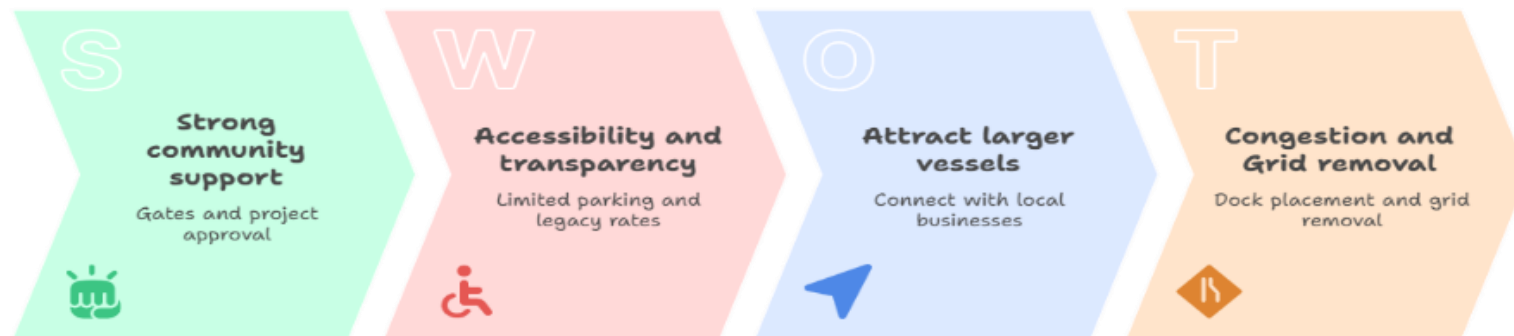 S
Strong
community
support
Gates and project
approval
W
Accessibility and
transparency
Limited parking and
legacy rates
O
Attract larger
vessels
Connect with local
businesses
T
Congestion and
Grid removal
Dock placement and grid
removal